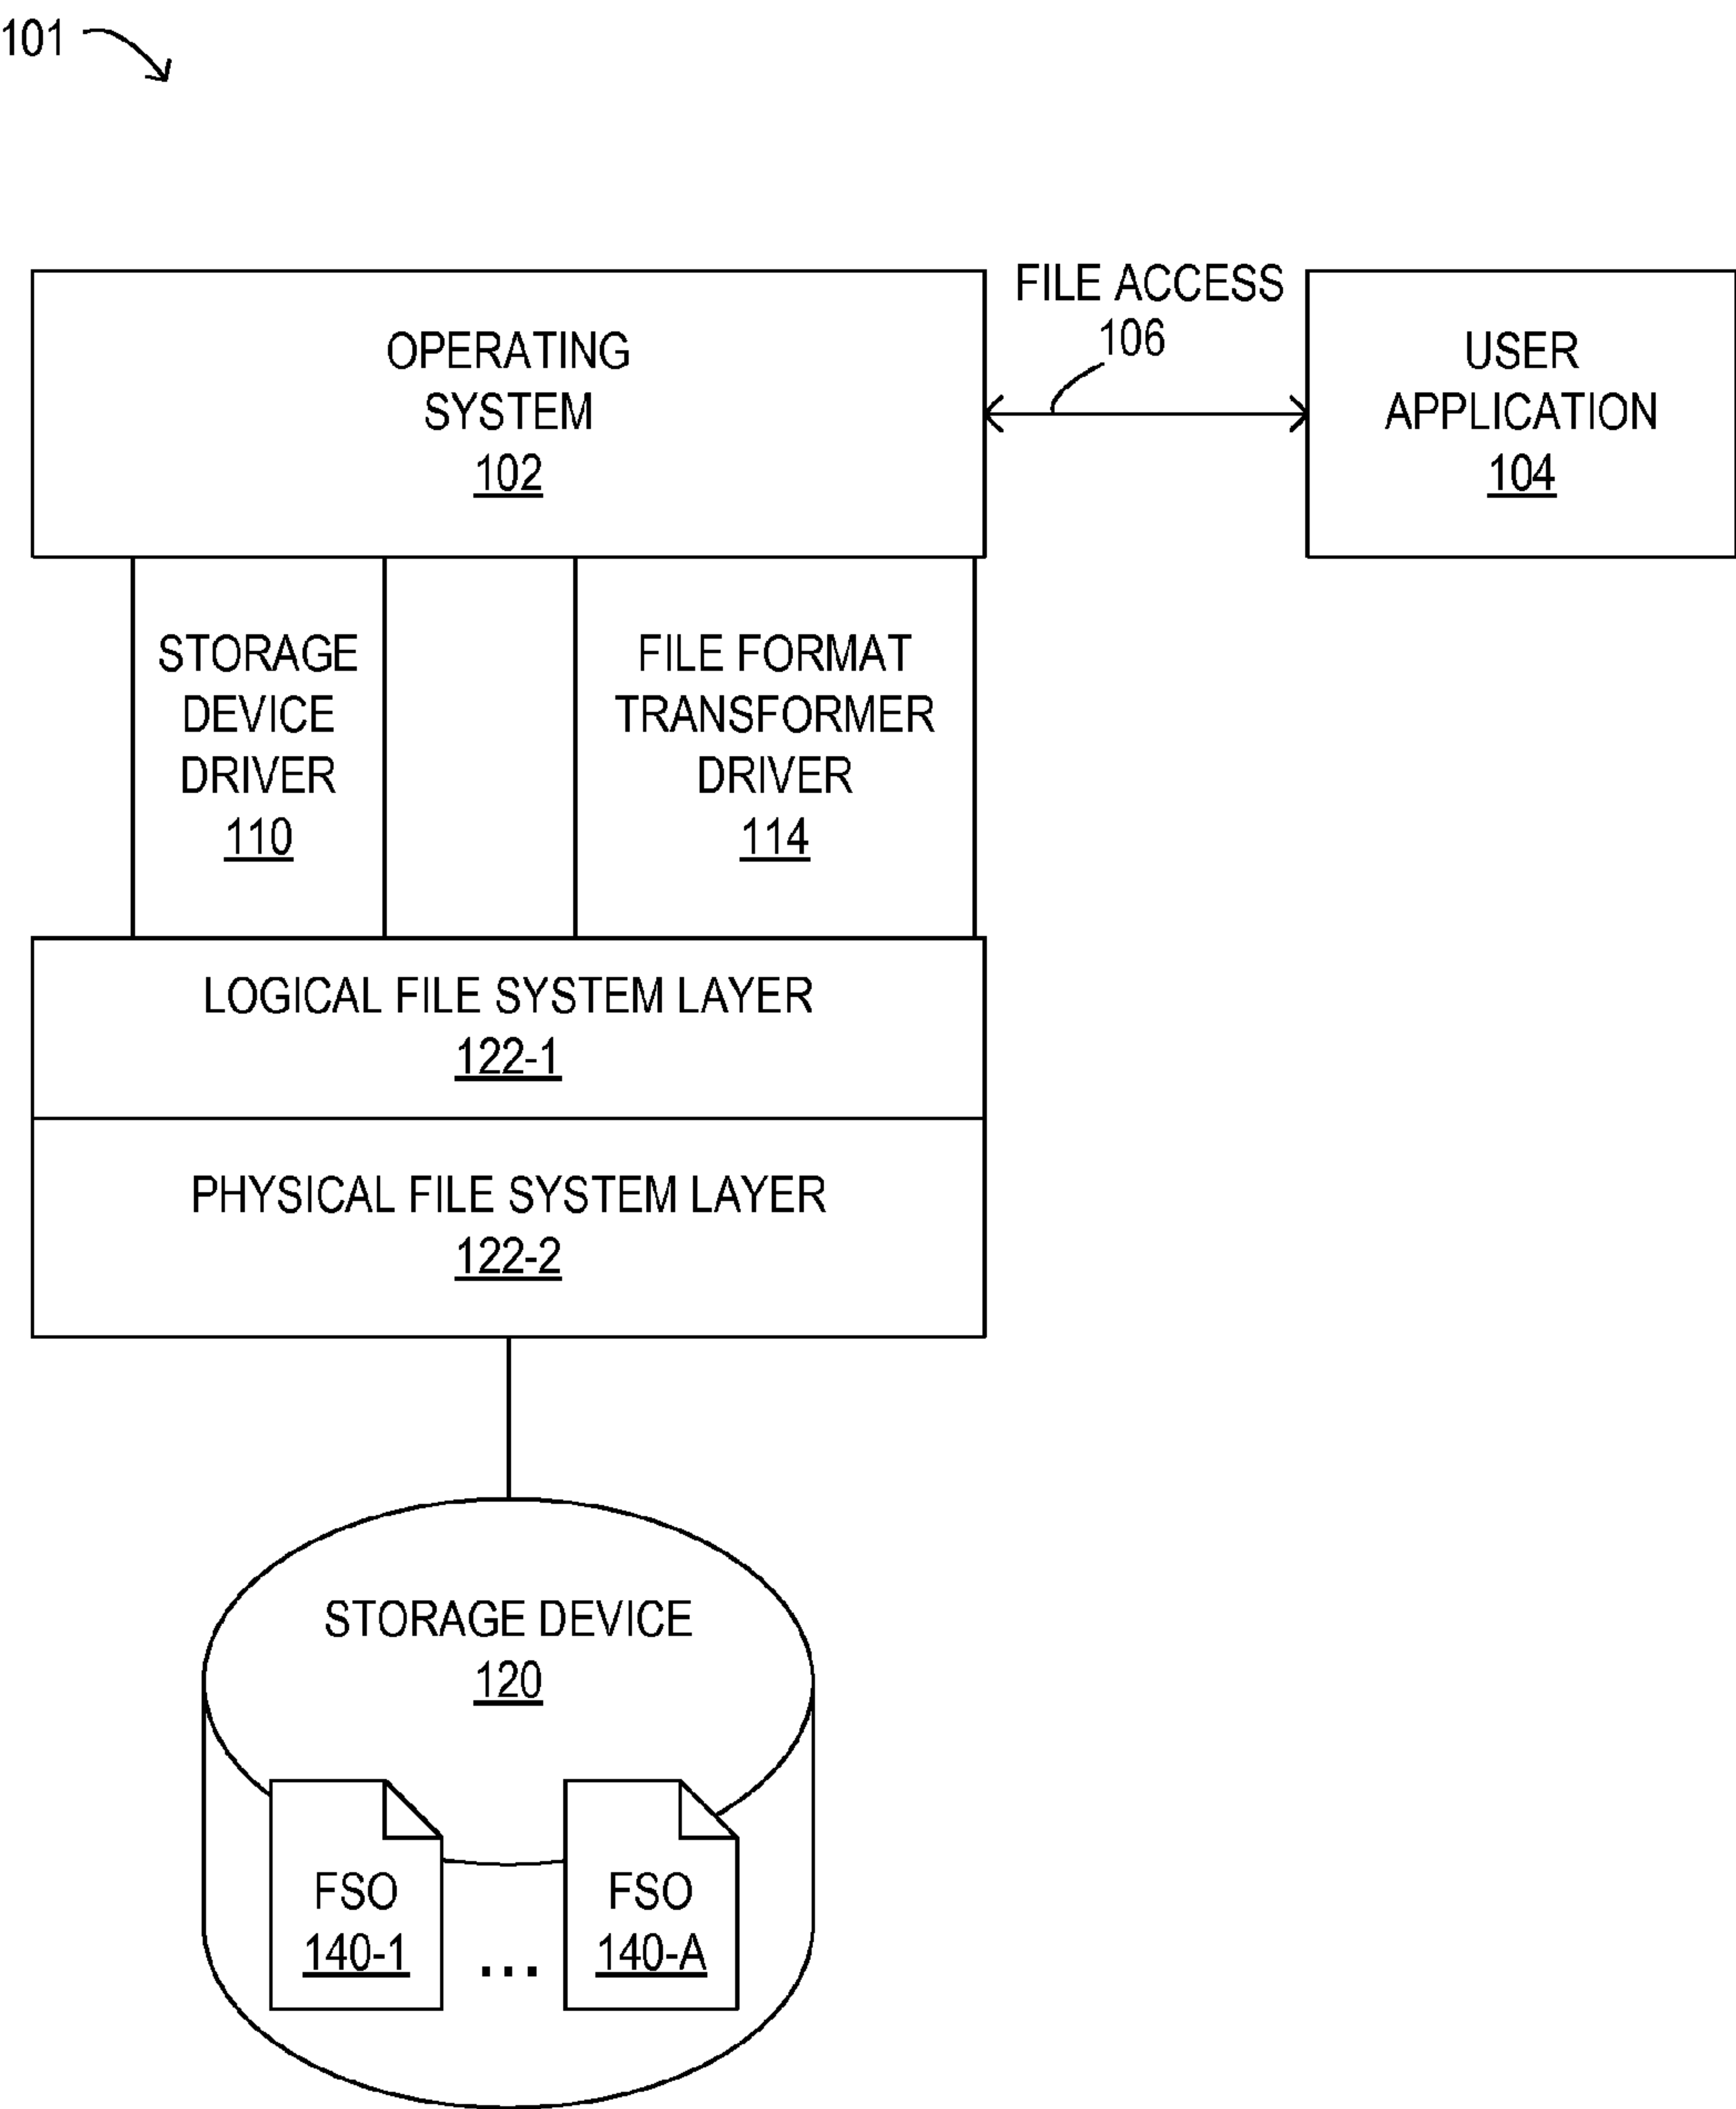 101
FILE ACCESS
106
OPERATING
SYSTEM
102
USER
APPLICATION
104
STORAGE
DEVICE
DRIVER
110
FILE FORMAT
TRANSFORMER
DRIVER
114
LOGICAL FILE SYSTEM LAYER
122-1
PHYSICAL FILE SYSTEM LAYER
122-2
STORAGE DEVICE
120
FSO
140-1
...
FSO
140-A